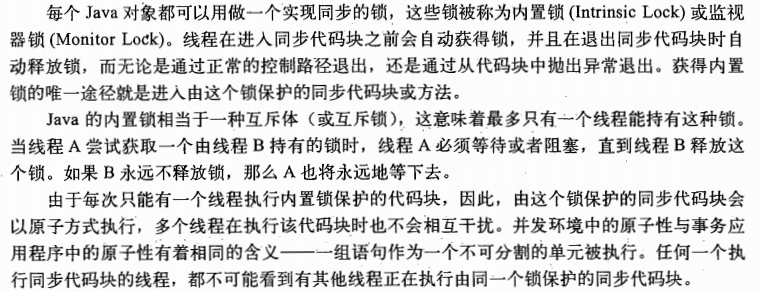 每个 Java 对象都可以用做一个实现同步的锁，这些锁被称为内置锁 (Intrinsic Lock) 或监视
器锁 (Monitor Lock)。线程在进入同步代码块之前会自动获得锁，并且在退出同步代码块时自
动释放锁，而无论是通过正常的控制路径退出，还是通过从代码块中抛出异常退出。获得内置
锁的唯一途径就是进入由这个锁保护的同步代码块或方法。
Java 的内置锁相当于一种互斥体（或互斥锁），这意味着最多只有一个线程能持有这种锁。
当线程 A 尝试获取一个由线程 B 持有的锁时，线程 A 必须等待或者阻塞，直到线程 B 释放这
个锁。如果 B 永远不释放锁，那么 A 也将永远地等下去。
由于每次只能有一个线程执行内置锁保护的代码块，因此，由这个锁保护的同步代码块会
以原子方式执行，多个线程在执行该代码块时也不会相互干扰。并发环境中的原子性与事务应
用程序中的原子性有着相同的含义——一组语句作为一个不可分割的单元被执行。任何一个执
行同步代码块的线程，都不可能看到有其他线程正在执行由同一个锁保护的同步代码块。